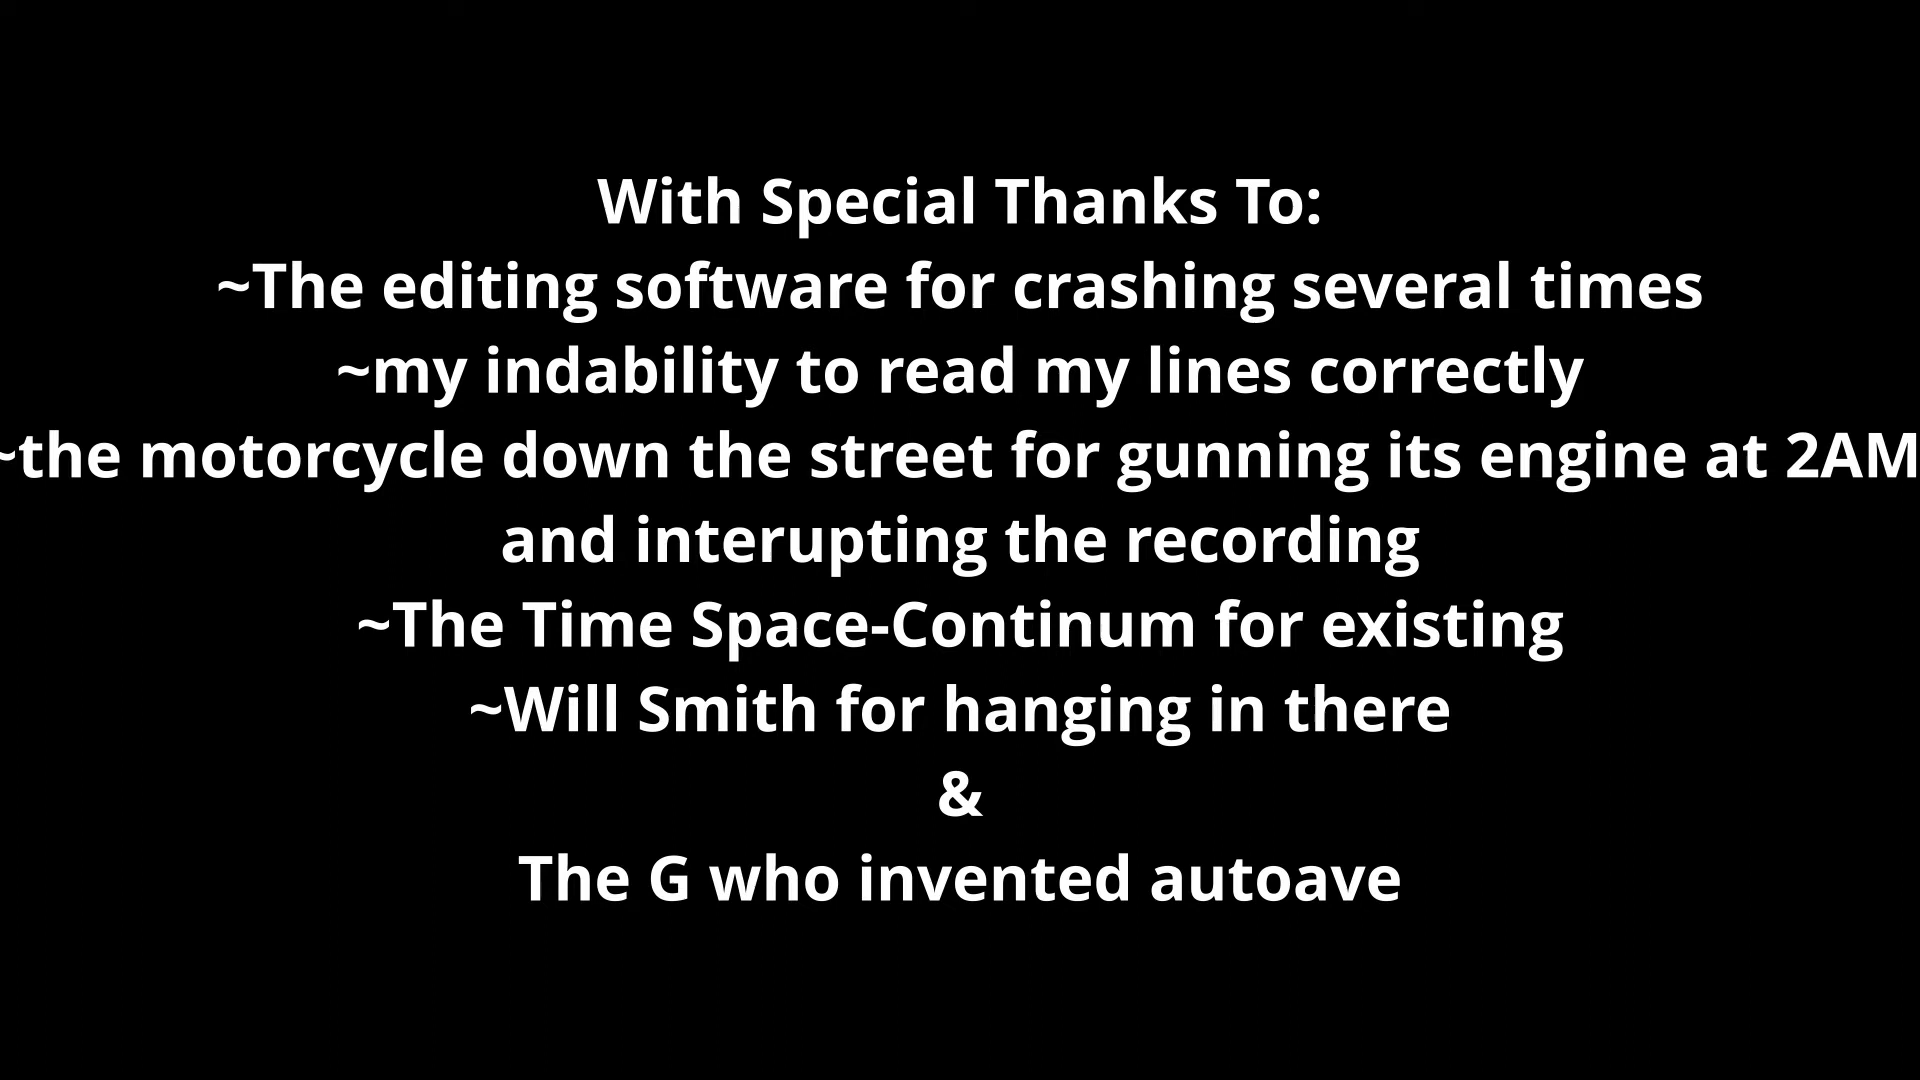 With Special Thanks To:
~The editing software for crashing several times
~my indability to read my lines correctly
~the motorcycle down the street for gunning its engine at 2AM
and interupting the recording
~The Time Space-Continum for existing
~Will Smith for hanging in there
&
The G who invented autoave